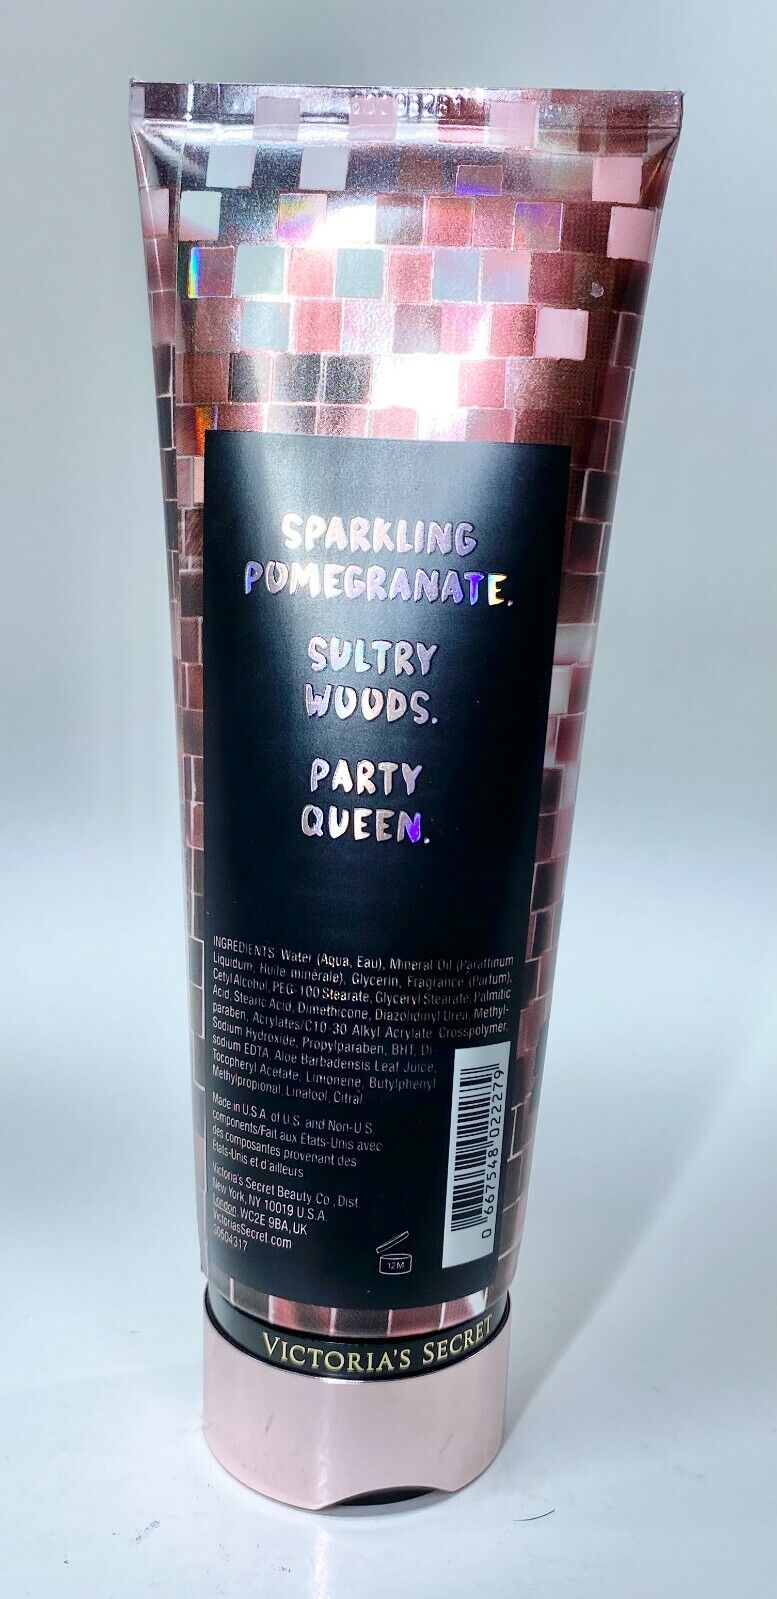 SPARKLING
POMEGRANATE.
SULTRY
WOODS.
PARTY
QUEEN.
INGREDIENTS: Water (Aqua, Eau), Mineral Oil (Paraffinum
Liquidum, Huile minérale), Glycerin, Fragrance (Parfum),
Cetyl Alcohol, PEG-100 Stearate, Glyceryl Stearate, Palmitic
Acid, Stearic Acid, Dimethicone, Diazolidinyl Urea, Methyl-
paraben, Acrylates/C10-30 Alkyl Acrylate Crosspolymer,
Sodium Hydroxide, Propylparaben, BHT, Di-
sodium EDTA, Aloe Barbadensis Leaf Juice,
Tocopheryl Acetate, Limonene, Butylphenyl
Methylpropional, Linalool, Citral.
Made in U.S.A. of U.S. and Non-U.S.
components/Fait aux États-Unis avec
des composantes provenant des
États-Unis et d'ailleurs
Victoria's Secret Beauty Co., Dist.
New York, NY 10019 U.S.A.
London WC2E 9BA, UK
VictoriasSecret.com
30504317
0 667548 022279
12M
VICTORIA'S SECRET